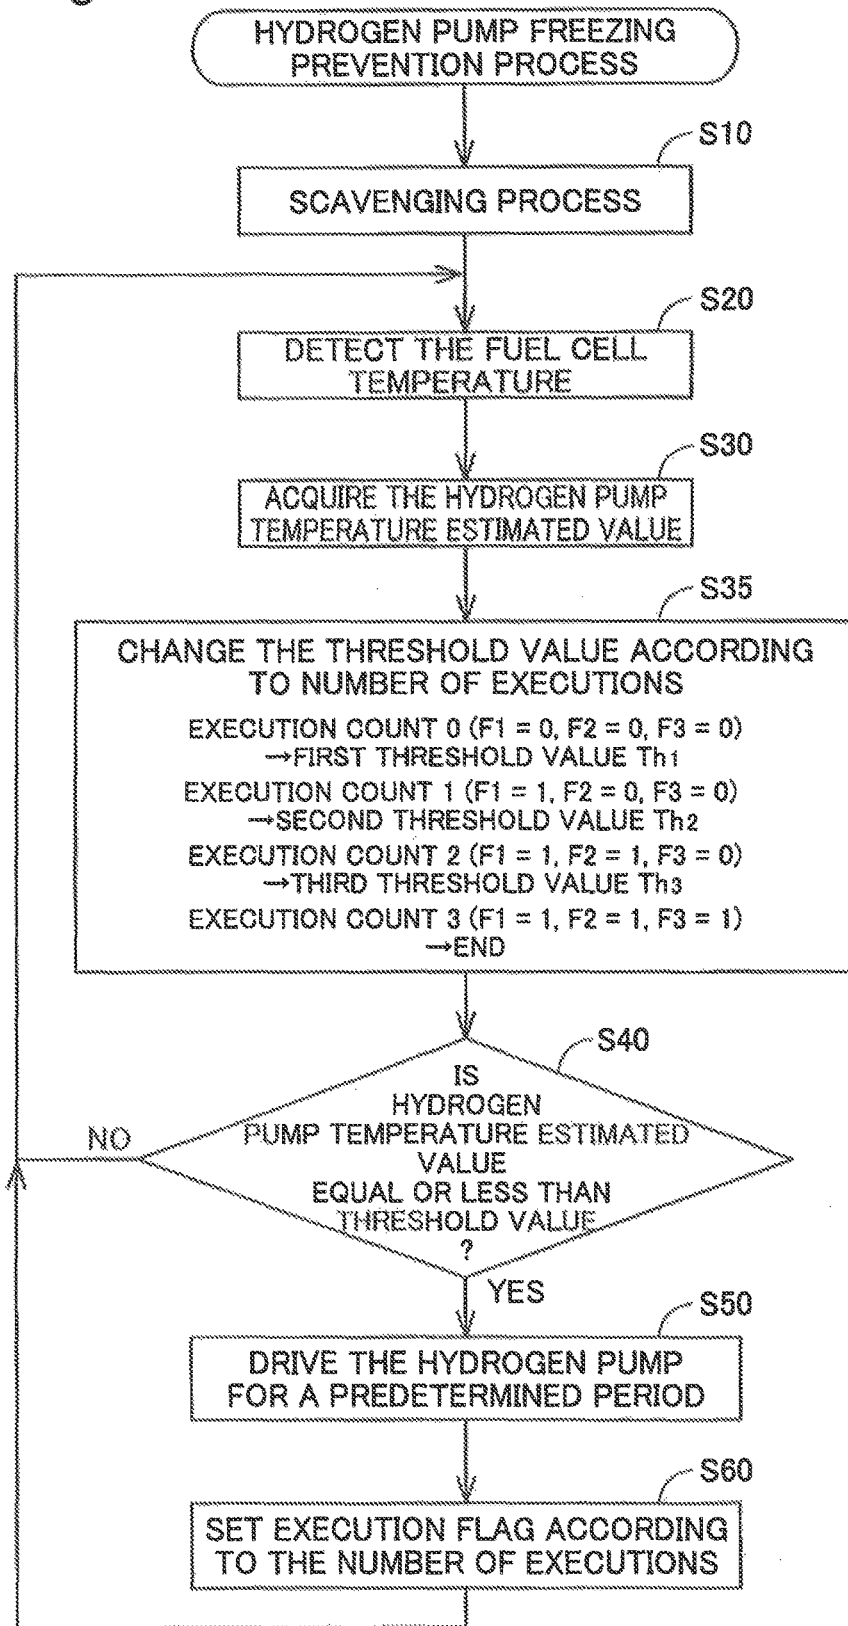 HYDROGEN PUMP FREEZING
PREVENTION PROCESS
S10
SCAVENGING PROCESS
S20
DETECT THE FUEL CELL
TEMPERATURE
S30
ACQUIRE THE HYDROGEN PUMP
TEMPERATURE ESTIMATED VALUE
S35
CHANGE THE THRESHOLD VALUE ACCORDING
TO NUMBER OF EXECUTIONS
EXECUTION COUNT 0 (F1 = 0, F2 = 0, F3 = 0)
→FIRST THRESHOLD VALUE Th1
EXECUTION COUNT 1 (F1 = 1, F2 = 0, F3 = 0)
→SECOND THRESHOLD VALUE Th2
EXECUTION COUNT 2 (F1 = 1, F2 = 1, F3 = 0)
→THIRD THRESHOLD VALUE Th3
EXECUTION COUNT 3 (F1 = 1, F2 = 1, F3 = 1)
→END
S40
IS
HYDROGEN
PUMP TEMPERATURE ESTIMATED
VALUE
EQUAL OR LESS THAN
THRESHOLD VALUE
?
NO
YES
S50
DRIVE THE HYDROGEN PUMP
FOR A PREDETERMINED PERIOD
S60
SET EXECUTION FLAG ACCORDING
TO THE NUMBER OF EXECUTIONS